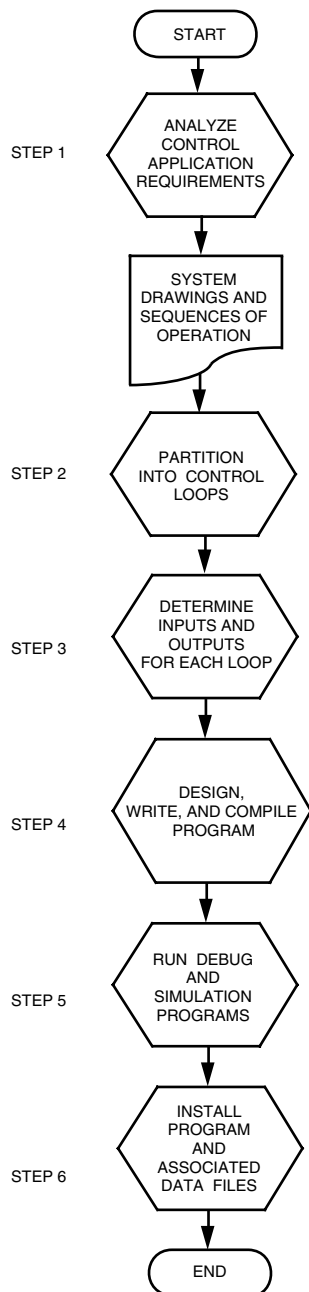 START
STEP 1
ANALYZE
CONTROL
APPLICATION
REQUIREMENTS
SYSTEM
DRAWINGS AND
SEQUENCES OF
OPERATION
STEP 2
PARTITION
INTO CONTROL
LOOPS
STEP 3
DETERMINE
INPUTS AND
OUTPUTS
FOR EACH LOOP
STEP 4
DESIGN,
WRITE, AND COMPILE
PROGRAM
STEP 5
RUN DEBUG
AND
SIMULATION
PROGRAMS
STEP 6
INSTALL
PROGRAM
AND
ASSOCIATED
DATA FILES
END